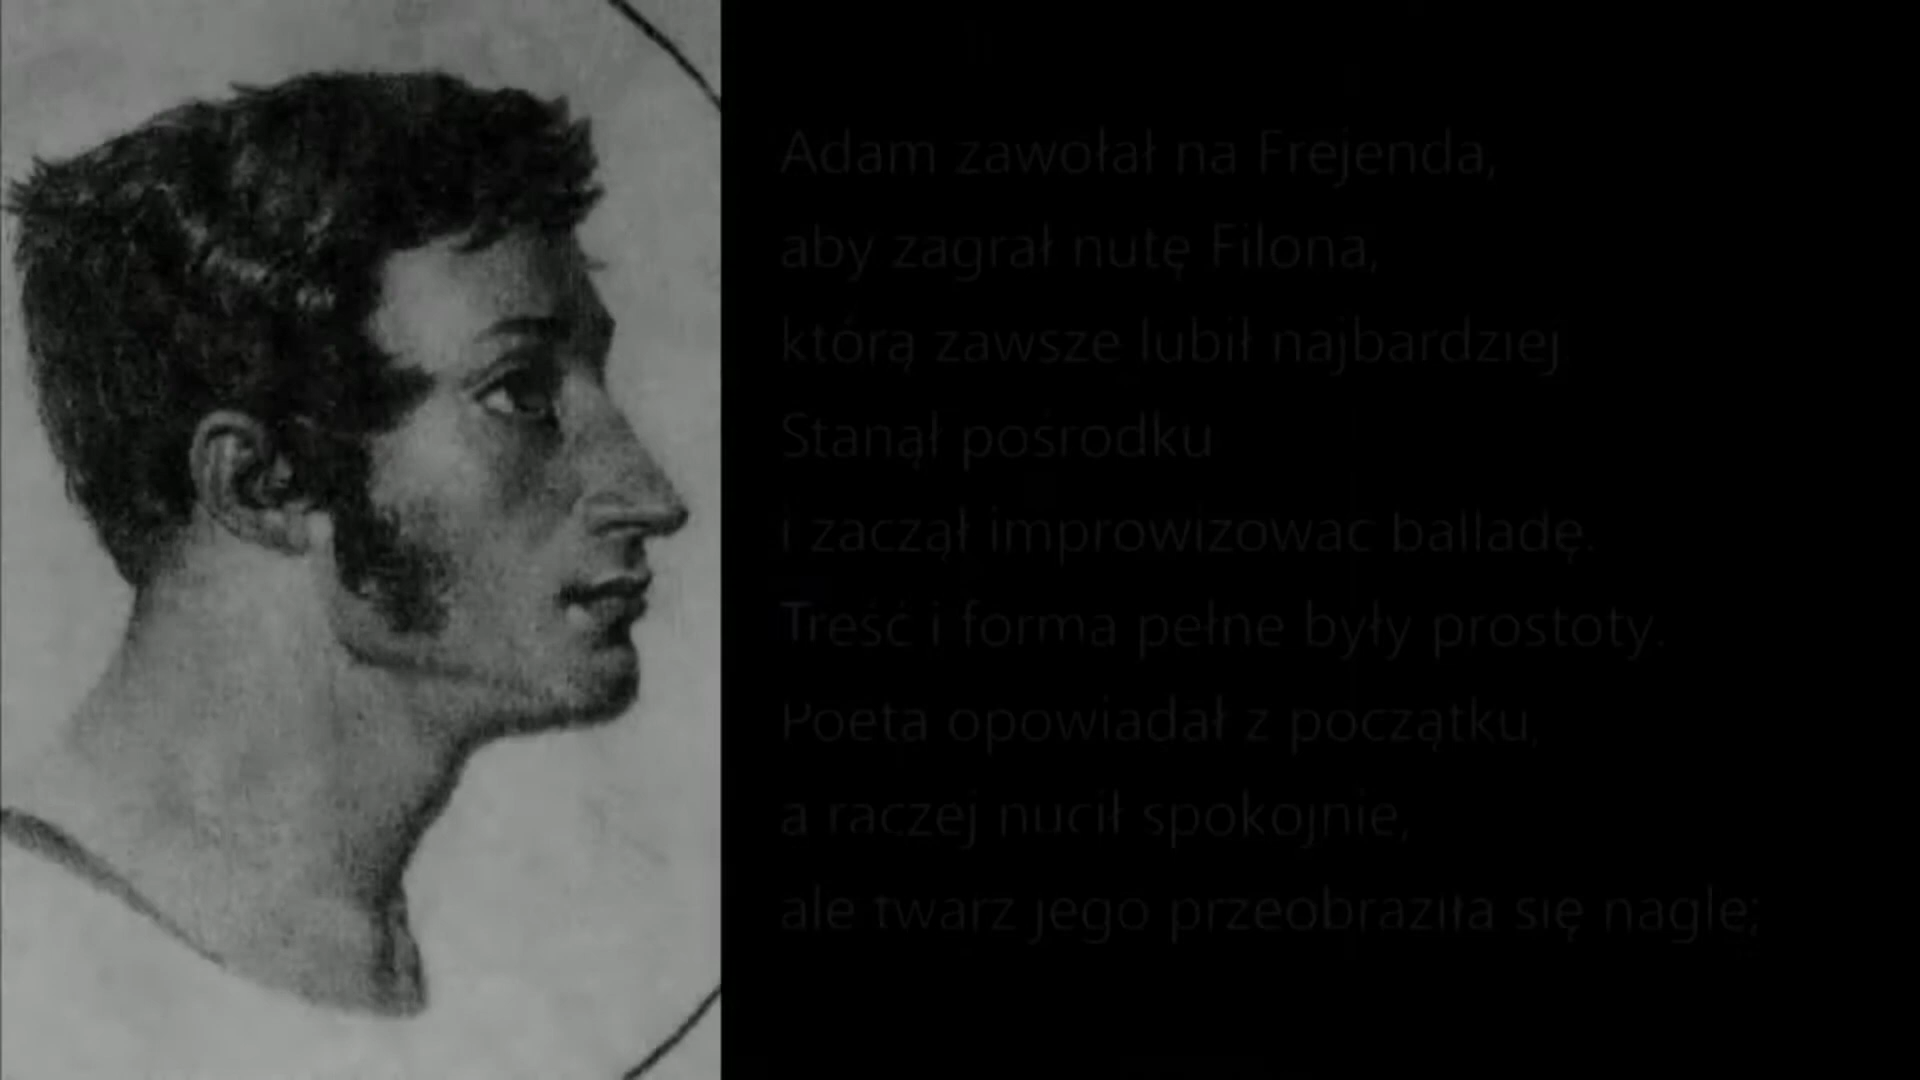 Adam zawołał na Frejenda,
aby zagrał nutę Filona,
którą zawsze lubił najbardziej
Stanął pośrodku
i zaczął improwizować balladę.
Treść i forma pełne były prostoty.
Poeta opowiadał z początku,
a raczej nucił spokojnie,
ale twarz jego przeobraziła się nagle;